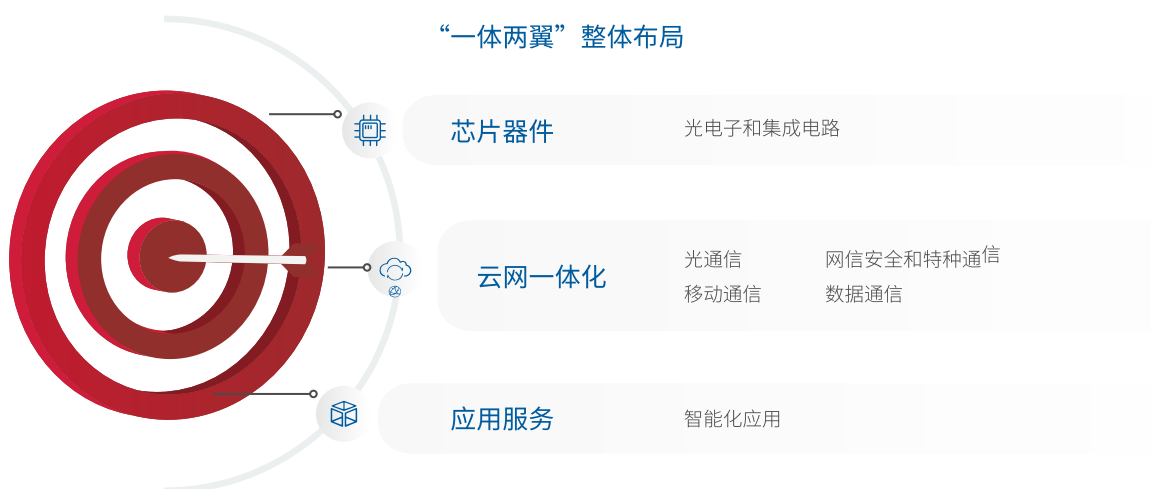 “一体两翼”整体布局
芯片器件
光电子和集成电路
云网一体化
光通信 网信安全和特种通信
移动通信 数据通信
应用服务
智能化应用